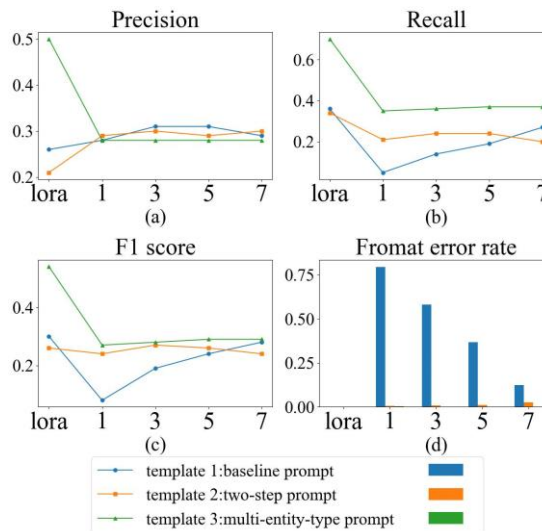 Precision
0.5
0.4
0.3
0.2
lora 1 3 5 7
(a)
Recall
0.6
0.4
0.2
lora 1 3 5 7
(b)
F1 score
0.4
0.2
lora 1 3 5 7
(c)
Fromat error rate
0.75
0.50
0.25
0.00
lora 1 3 5 7
(d)
template 1:baseline prompt
template 2:two-step prompt
template 3:multi-entity-type prompt